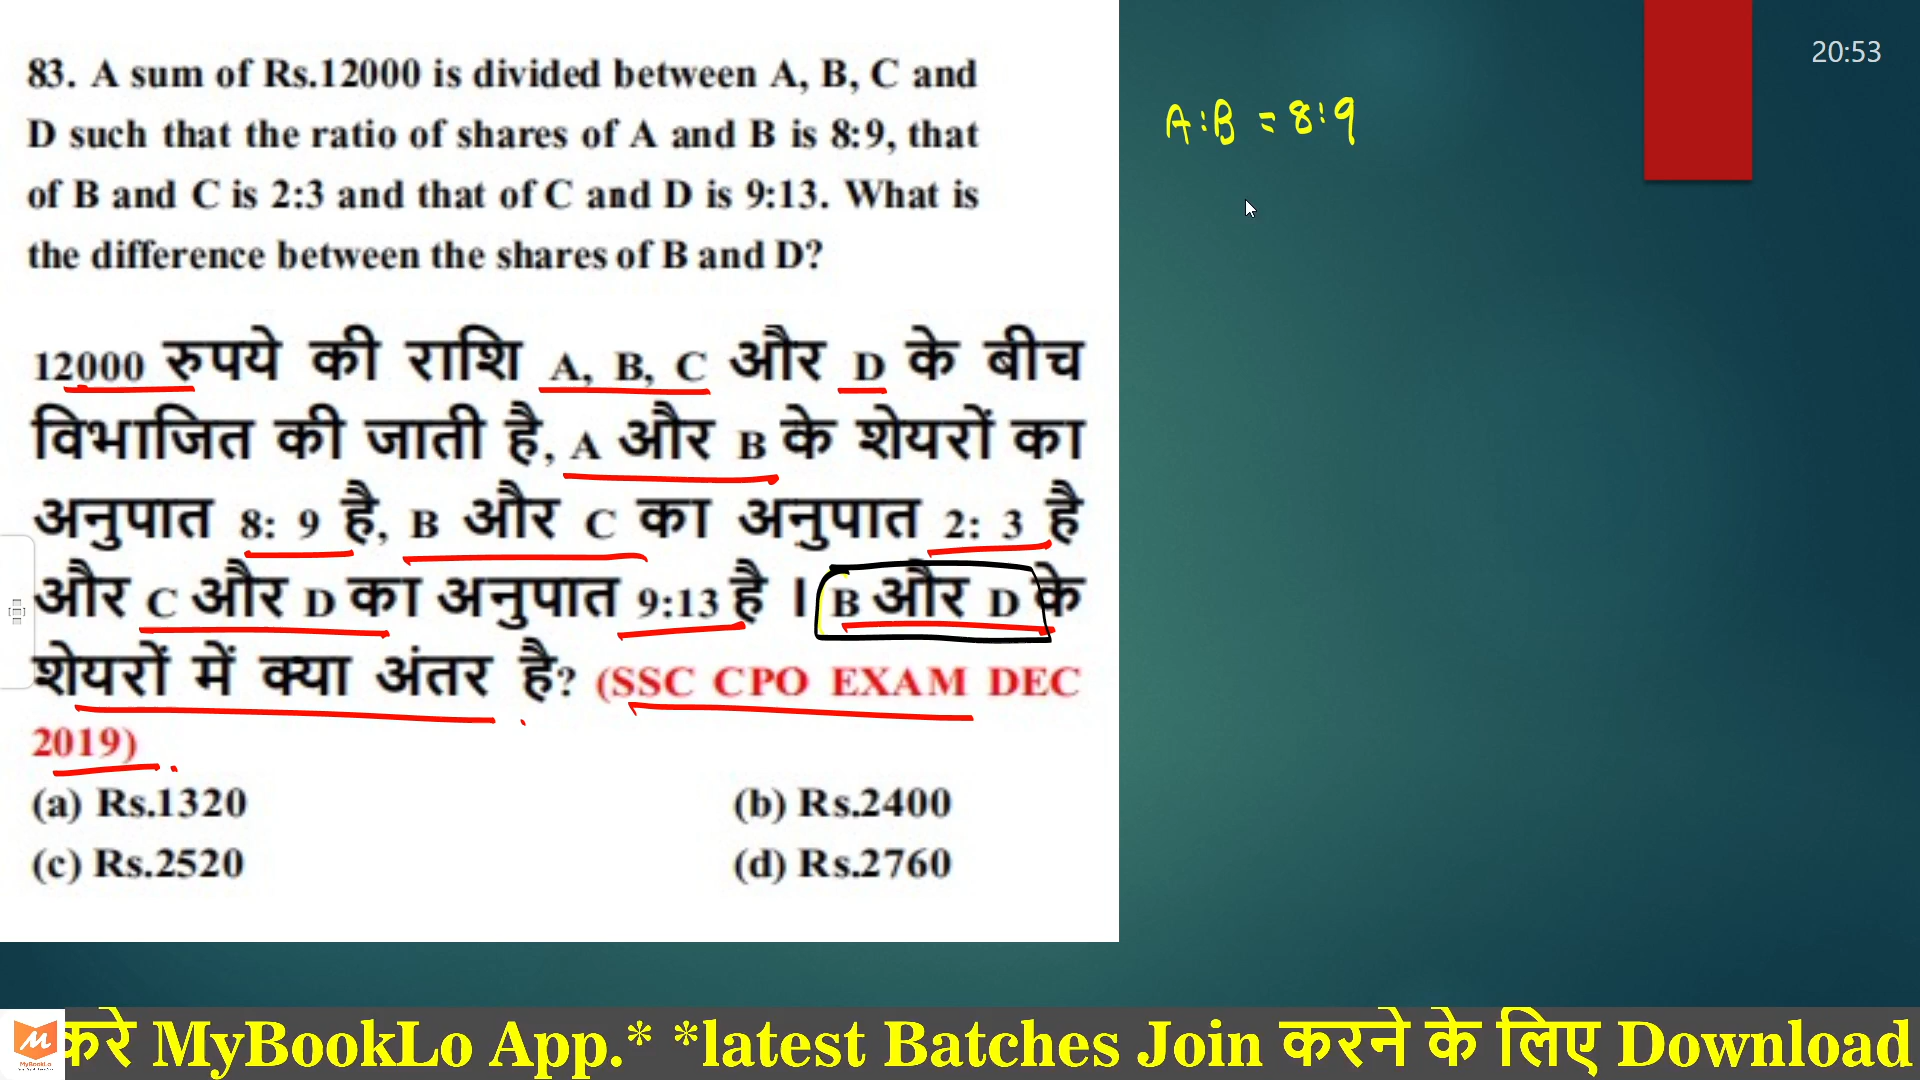 83. A sum of Rs.12000 is divided between A, B, C and
D such that the ratio of shares of A and B is 8:9, that
of B and C is 2:3 and that of C and D is 9:13. What is
the difference between the shares of B and D?
12000 रुपये की राशि A, B, C और D के बीच
विभाजित की जाती है, A और B के शेयरों का
अनुपात 8: 9 है, B और C का अनुपात 2: 3 है
और C और D का अनुपात 9:13 है । B और D के
शेयरों में क्या अंतर है? (SSC CPO EXAM DEC
2019)
(a) Rs.1320 (b) Rs.2400
(c) Rs.2520 (d) Rs.2760
A:B = 8:9
20:53
करे MyBookLo App.* *latest Batches Join करने के लिए Download
MyBookLo